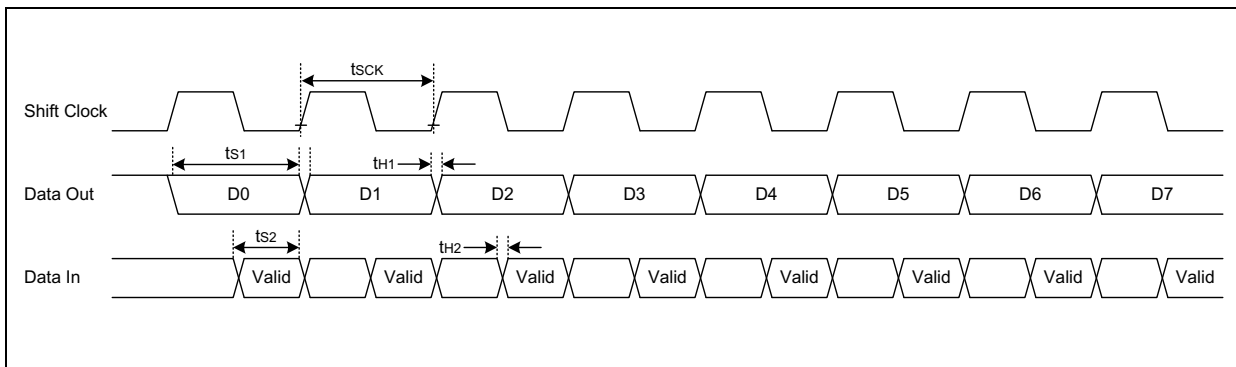 tSCK
Shift Clock
tS1
tH1
Data Out D0 D1 D2 D3 D4 D5 D6 D7
tS2
tH2
Data In Valid Valid Valid Valid Valid Valid Valid Valid